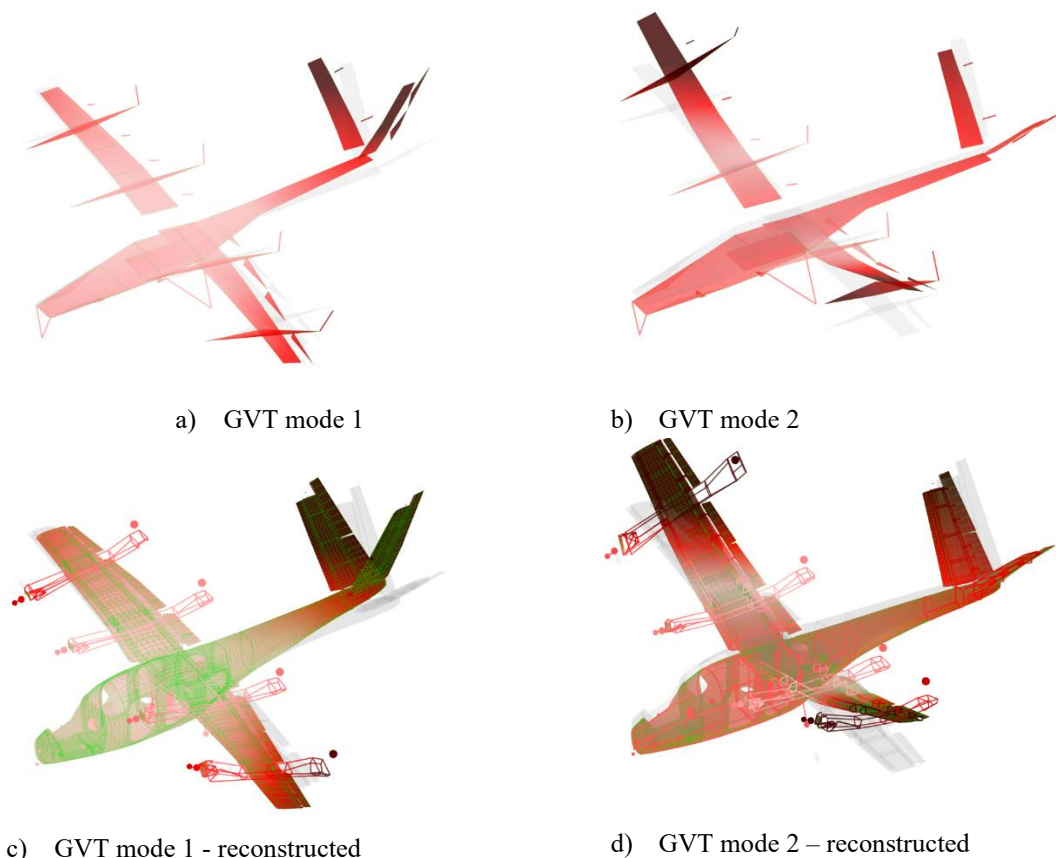 a) GVT mode 1
b) GVT mode 2
c) GVT mode 1 - reconstructed
d) GVT mode 2 – reconstructed